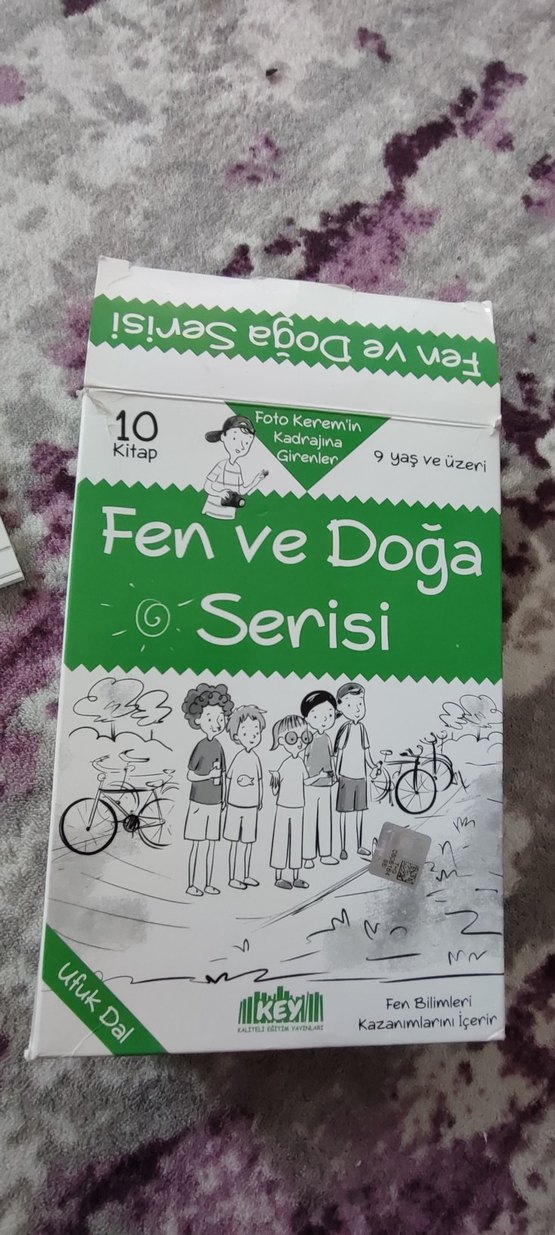 Fen ve Doğa Serisi
10
Kitap
Foto Kerem'in
Kadrajına
Girenler
9 yaş ve üzeri
Fen ve Doğa
Serisi
Ufuk Dal
KEY
KALİTELİ EĞİTİM YAYINLARI
Fen Bilimleri
Kazanımlarını İçerir